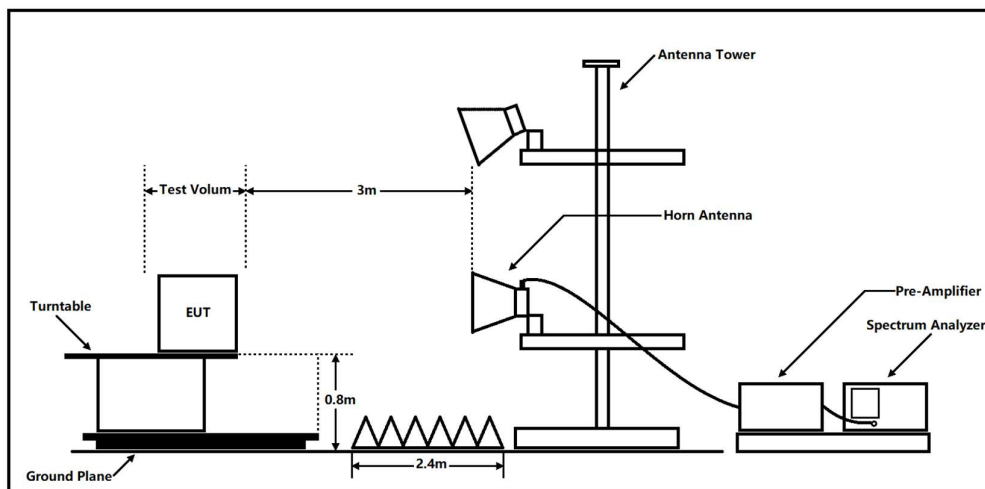 Antenna Tower
Test Volum
3m
Horn Antenna
EUT
Turntable
Pre-Amplifier
Spectrum Analyzer
0.8m
2.4m
Ground Plane